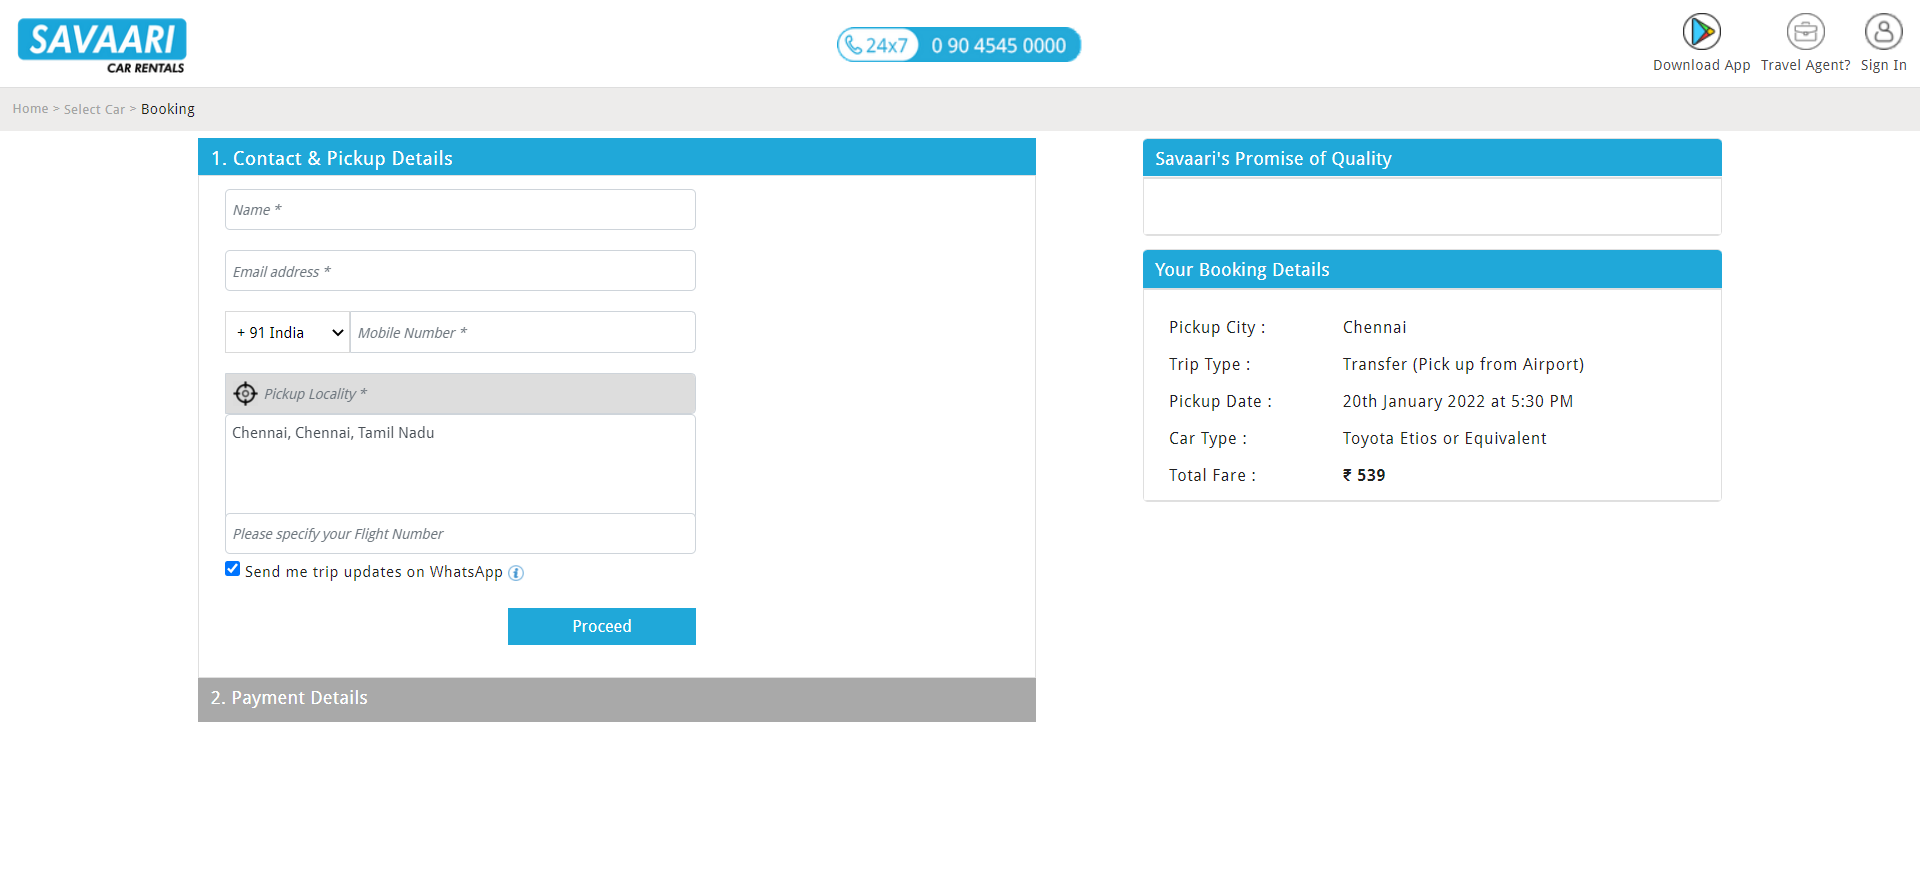 SAVAARI
CAR RENTALS
24x7 0 90 4545 0000
Download App Travel Agent? Sign In
Home > Select Car > Booking
1. Contact & Pickup Details
Name *
Email address *
+ 91 India Mobile Number *
Pickup Locality *
Chennai, Chennai, Tamil Nadu
Please specify your Flight Number
Send me trip updates on WhatsApp i
Proceed
2. Payment Details
Savaari's Promise of Quality
Your Booking Details
Pickup City : Chennai
Trip Type : Transfer (Pick up from Airport)
Pickup Date : 20th January 2022 at 5:30 PM
Car Type : Toyota Etios or Equivalent
Total Fare : ₹ 539